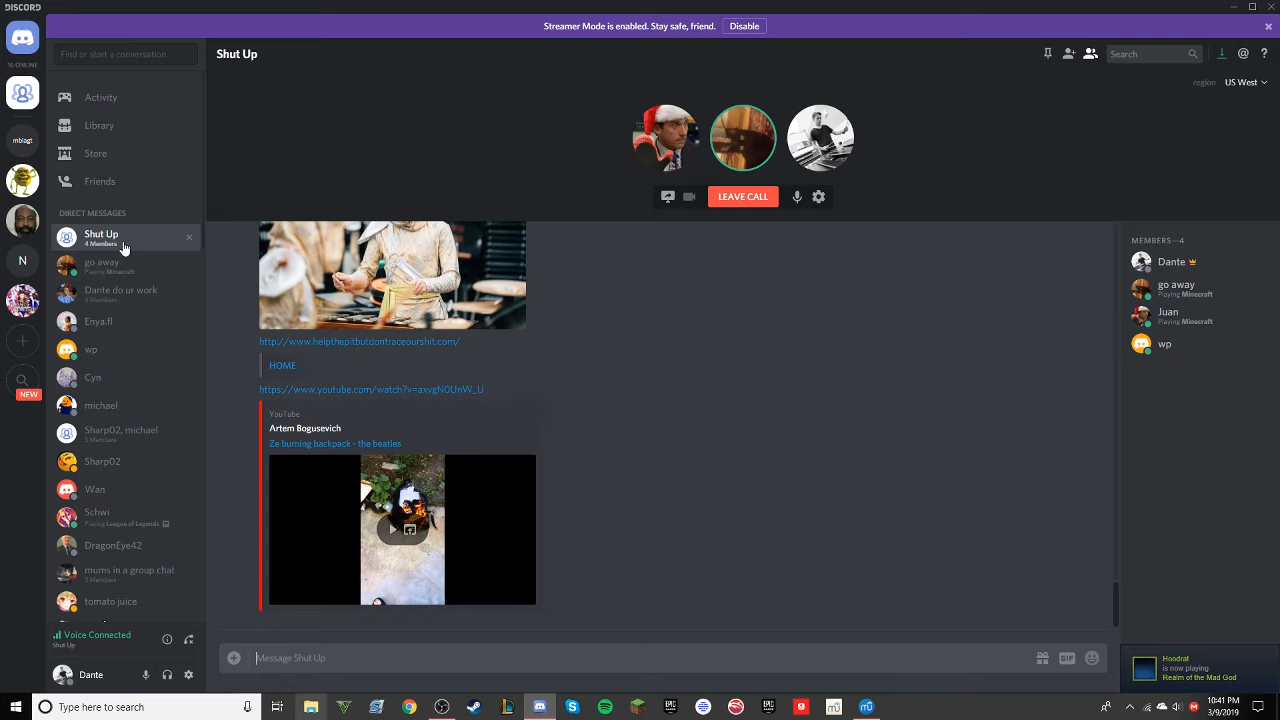 DISCORD
Streamer Mode is enabled. Stay safe, friend.
Disable
16 ONLINE
mblagt
N
NEW
Find or start a conversation
Activity
Library
Store
Friends
DIRECT MESSAGES
Shut Up
4 Members
go away
Playing Minecraft
Dante do ur work
Members
Enya.fl
wp
Cyn
michael
Sharp02, michael
3 Members
Sharp02
Wan
Schwi
Playing League of Legends
DragonEye42
mums in a group chat
3 Members
tomato juice
Voice Connected
Shut Up
Dante
Shut Up
Search
region US West
LEAVE CALL
http://www.helpthepitbutdontraceourshit.com/
HOME
https://www.youtube.com/watch?v=axvgN0UnW_U
YouTube
Artem Bogusevich
Ze burning backpack - the beatles
Message Shut Up
GIF
MEMBERS—4
Dante
go away
Playing Minecraft
Juan
Playing Minecraft
wp
Hoodrat
is now playing
Realm of the Mad God
Type here to search
EPIC
EPIC
10:41 PM
3/9/2019